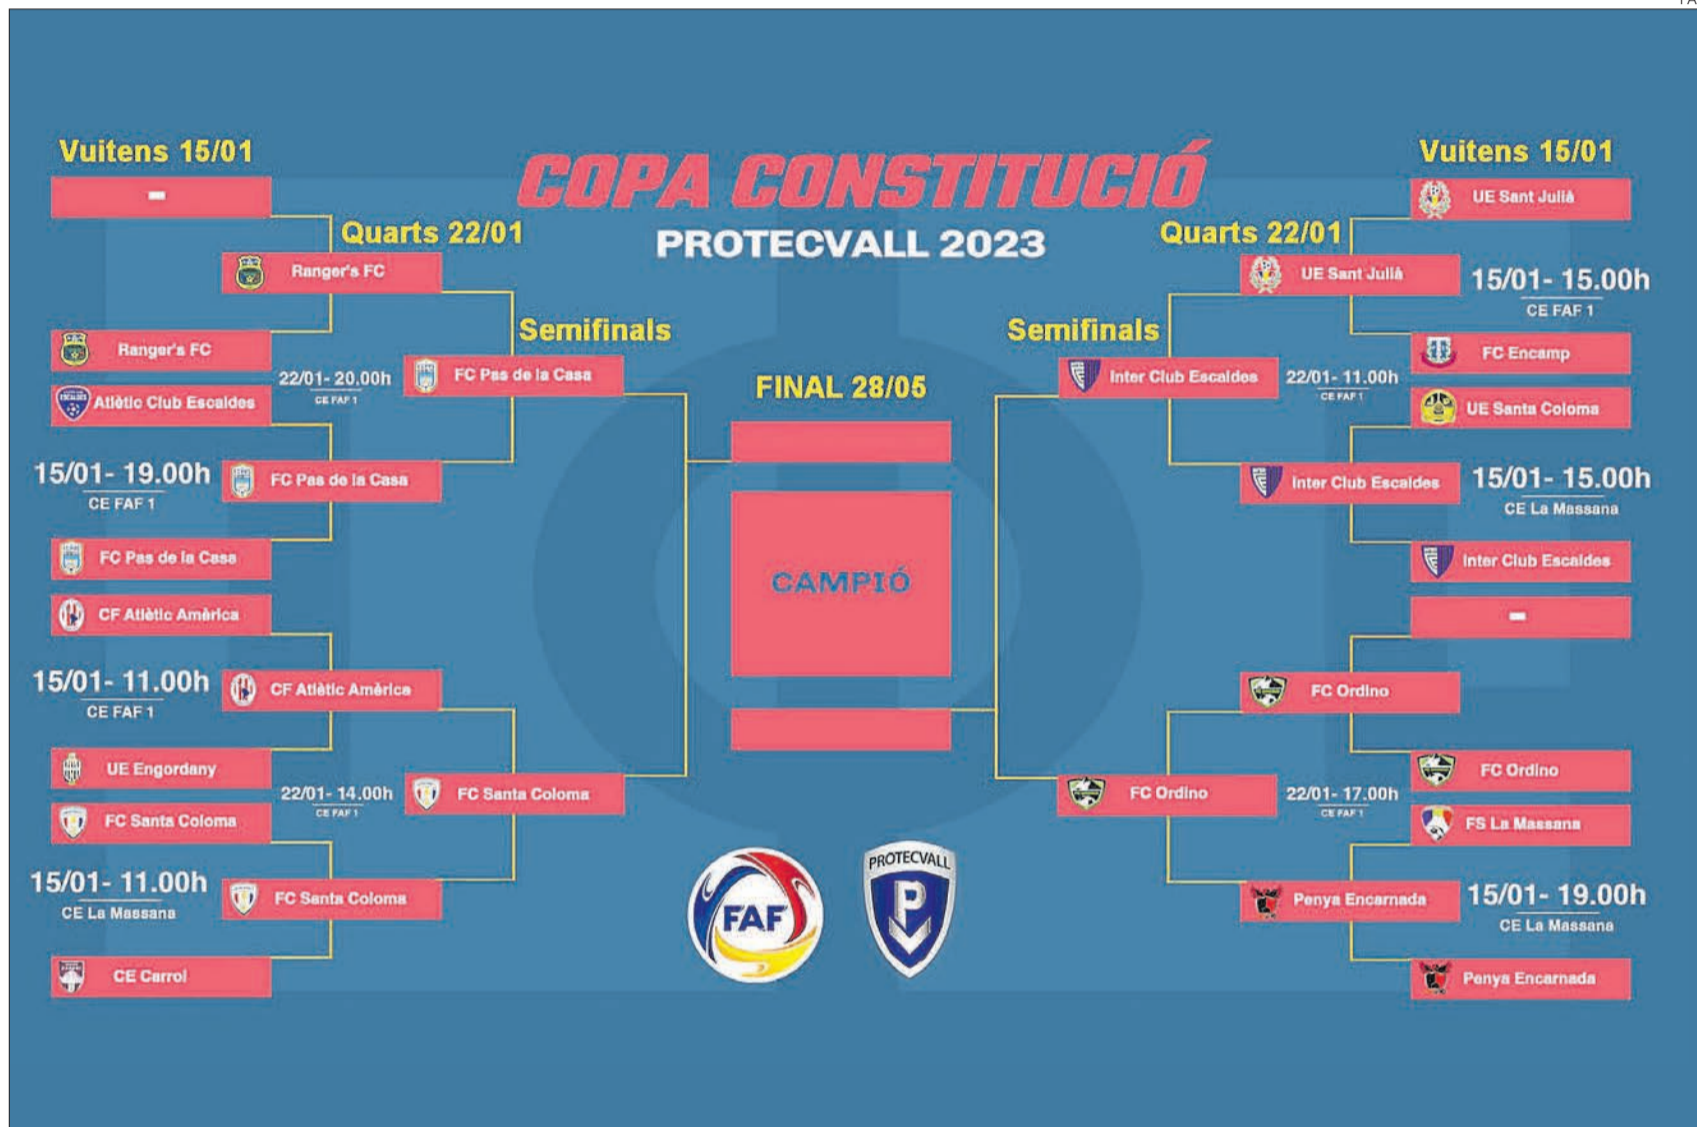 COPA CONSTITUCIÓ
PROTECVALL 2023
Vuitens 15/01
-
Ranger's FC
Atlètic Club Escaldes
15/01- 19.00h
CE FAF 1
FC Pas de la Casa
CF Atlètic Amèrica
15/01- 11.00h
CE FAF 1
UE Engordany
FC Santa Coloma
15/01- 11.00h
CE La Massana
CE Carroi
Quarts 22/01
Ranger's FC
22/01- 20.00h
CE FAF 1
FC Pas de la Casa
CF Atlètic Amèrica
22/01- 14.00h
CE FAF 1
FC Santa Coloma
Semifinals
FC Pas de la Casa
FC Santa Coloma
FINAL 28/05
CAMPIÓ
FAF
PROTECVALL
P
Semifinals
Inter Club Escaldes
FC Ordino
Quarts 22/01
UE Sant Julià
22/01- 11.00h
CE FAF 1
Inter Club Escaldes
FC Ordino
22/01- 17.00h
CE FAF 1
Penya Encarnada
Vuitens 15/01
UE Sant Julià
15/01- 15.00h
CE FAF 1
FC Encamp
UE Santa Coloma
15/01- 15.00h
CE La Massana
Inter Club Escaldes
-
FC Ordino
FS La Massana
15/01- 19.00h
CE La Massana
Penya Encarnada